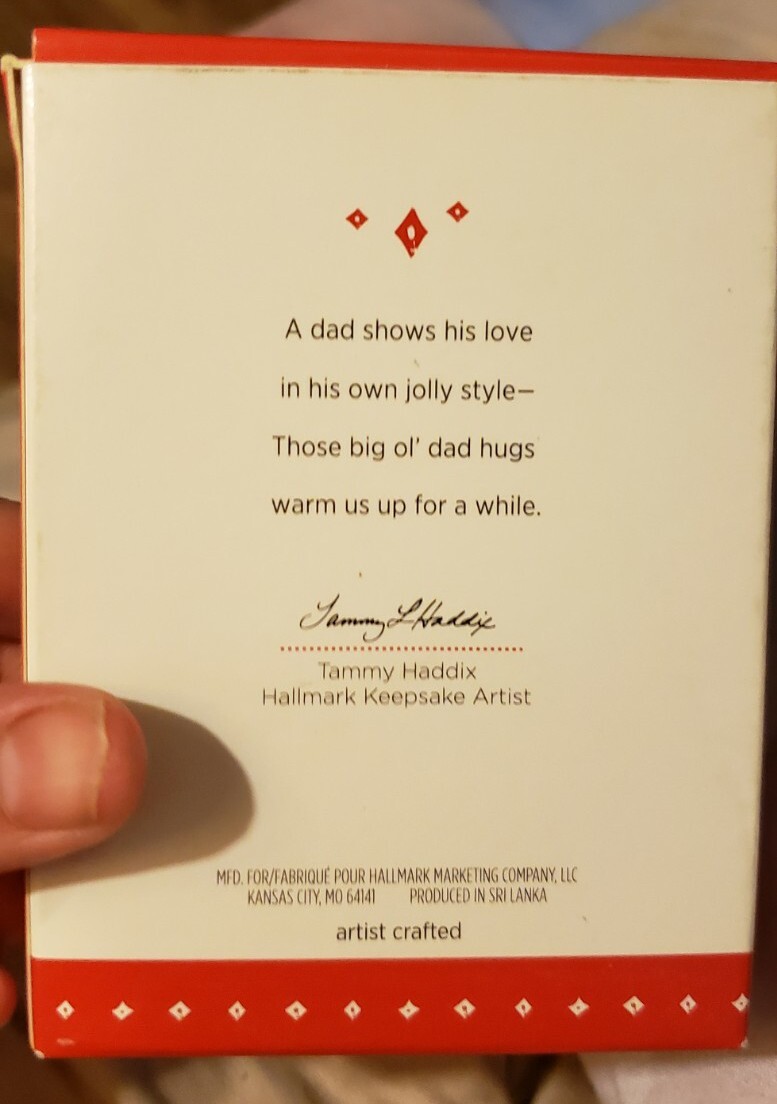 A dad shows his love
in his own jolly style—
Those big ol' dad hugs
warm us up for a while.
Tammy L Haddix
Tammy Haddix
Hallmark Keepsake Artist
MFD. FOR/FABRIQUÉ POUR HALLMARK MARKETING COMPANY, LLC
KANSAS CITY, MO 64141 PRODUCED IN SRI LANKA
artist crafted